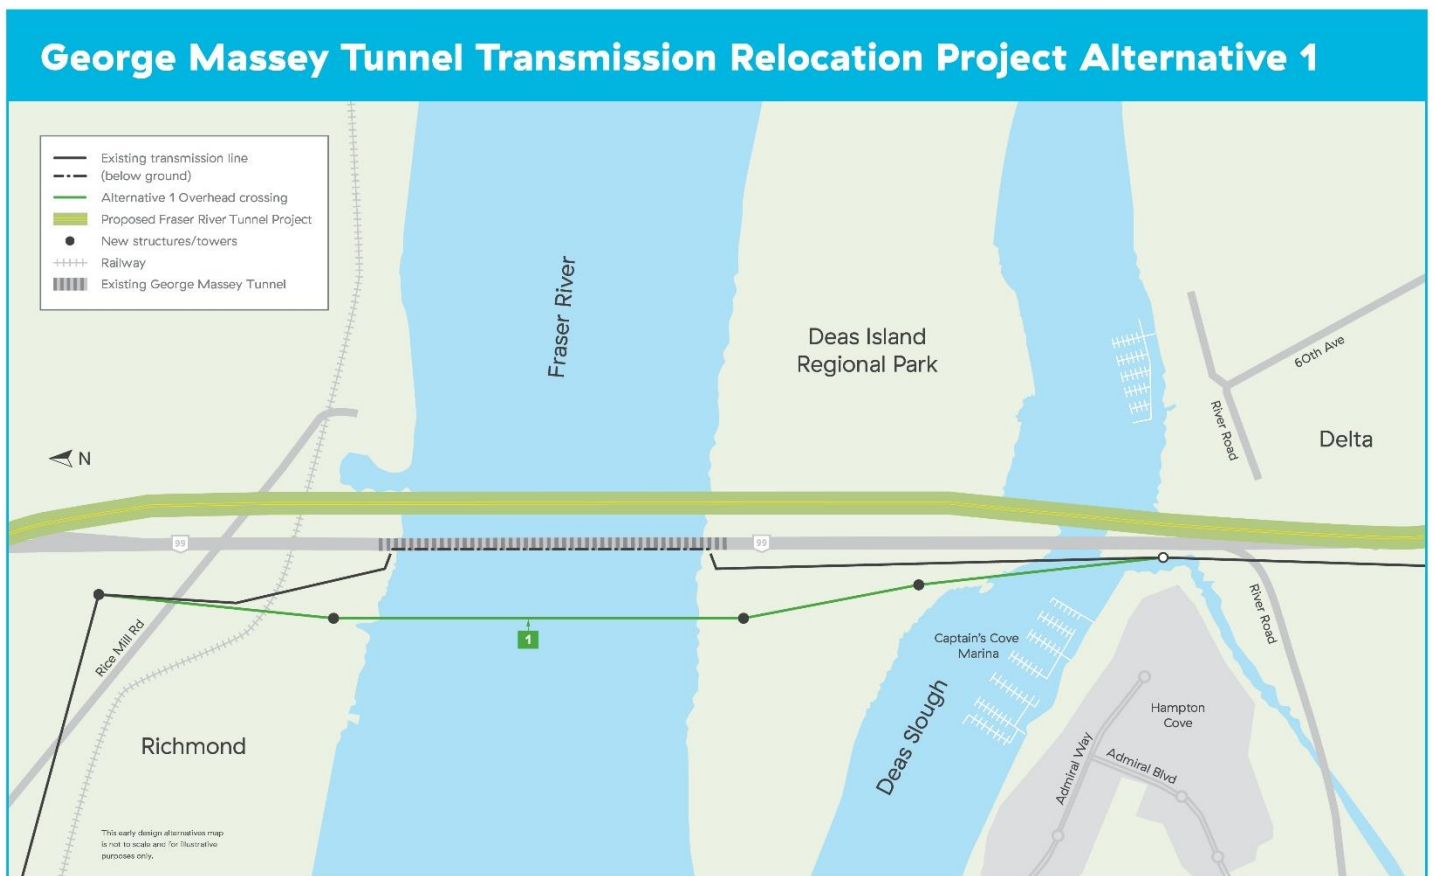 George Massey Tunnel Transmission Relocation Project Alternative 1
Existing transmission line
(below ground)
Alternative 1 Overhead crossing
Proposed Fraser River Tunnel Project
New structures/towers
Railway
Existing George Massey Tunnel
Fraser River
Deas Island
Regional Park
60th Ave
River Road
Delta
N
99
99
River Road
Rice Mill Rd
1
Captain's Cove
Marina
Deas Slough
Hampton
Cove
Admiral Way
Admiral Blvd
Richmond
This early design alternatives map
is not to scale and for illustrative
purposes only.